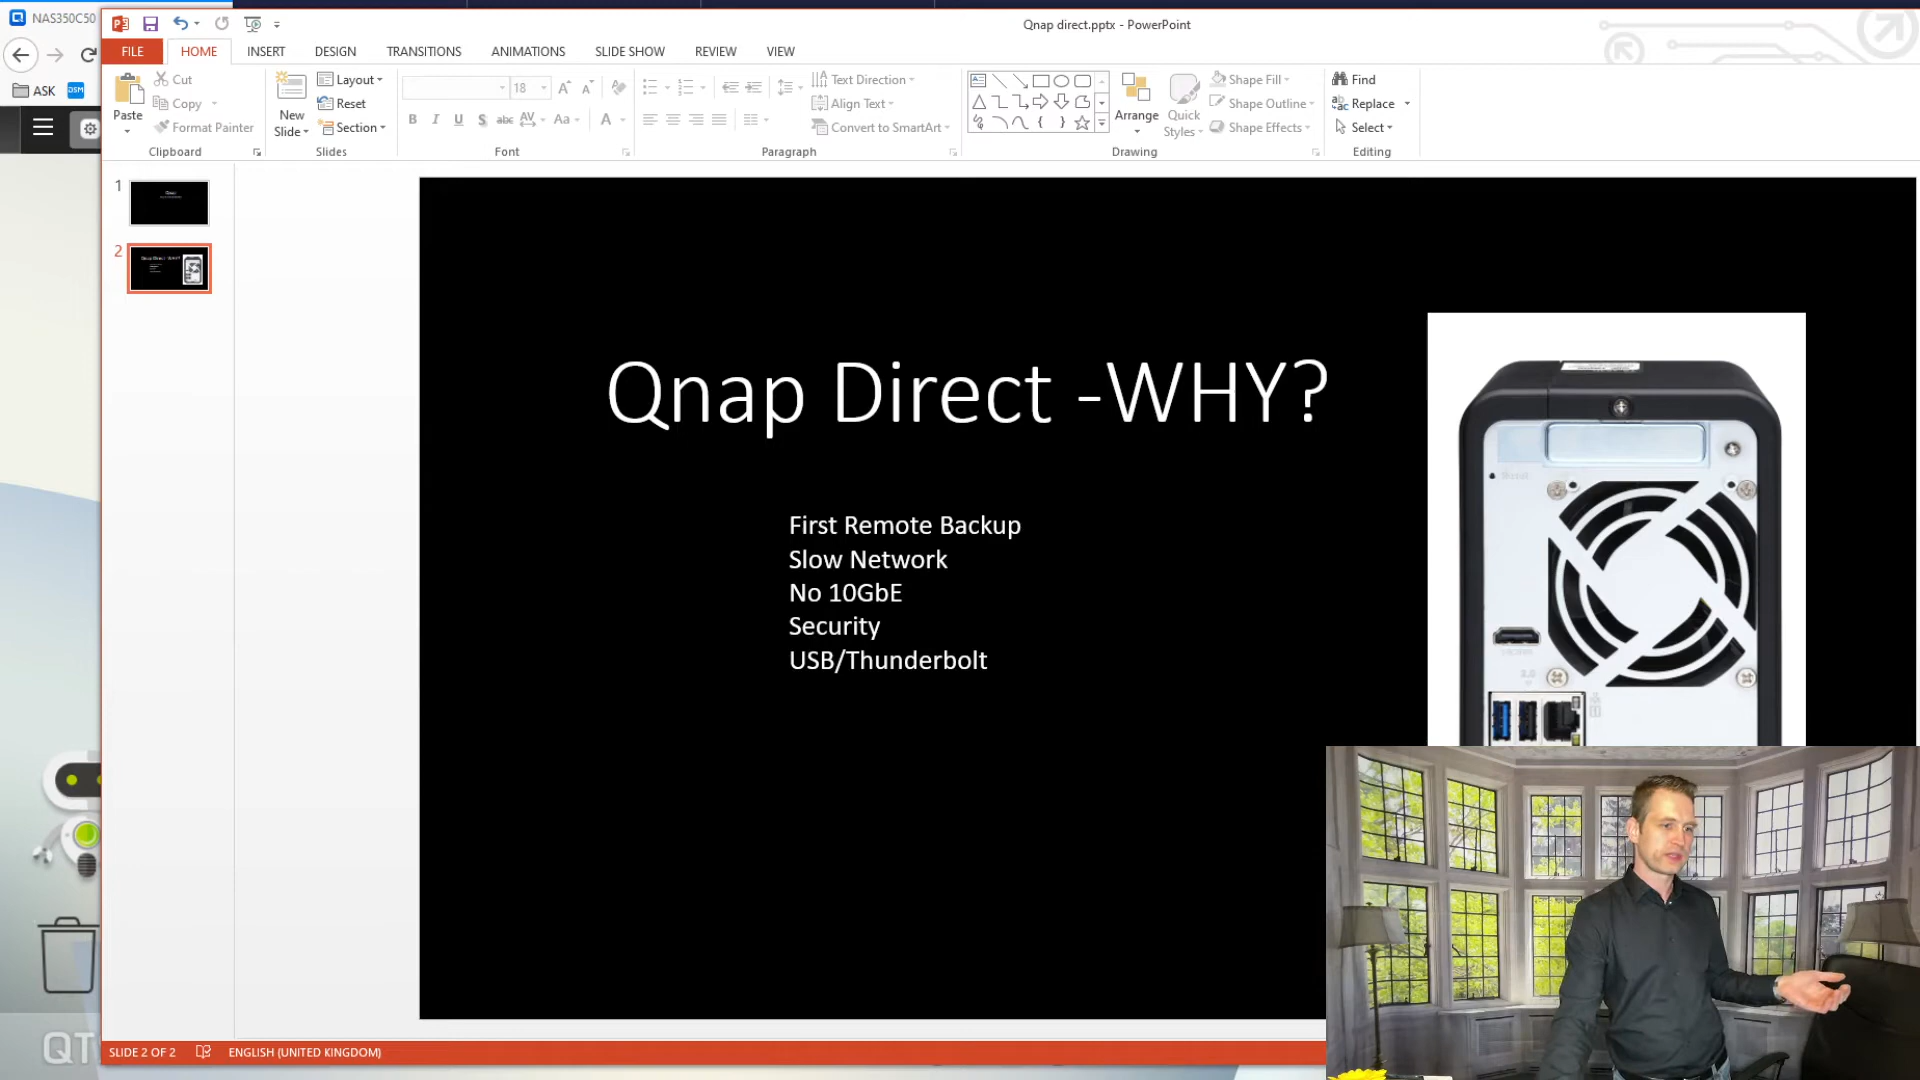 NAS350C50
Qnap direct.pptx - PowerPoint
FILE
HOME
INSERT
DESIGN
TRANSITIONS
ANIMATIONS
SLIDE SHOW
REVIEW
VIEW
ASK
DSM
Paste
Cut
Copy
Format Painter
Clipboard
New
Slide
Layout
Reset
Section
Slides
18
Font
Text Direction
Align Text
Convert to SmartArt
Paragraph
Arrange
Quick
Styles
Shape Fill
Shape Outline
Shape Effects
Drawing
Find
Replace
Select
Editing
1
2
Qnap Direct -WHY?
First Remote Backup
Slow Network
No 10GbE
Security
USB/Thunderbolt
QT
SLIDE 2 OF 2
ENGLISH (UNITED KINGDOM)